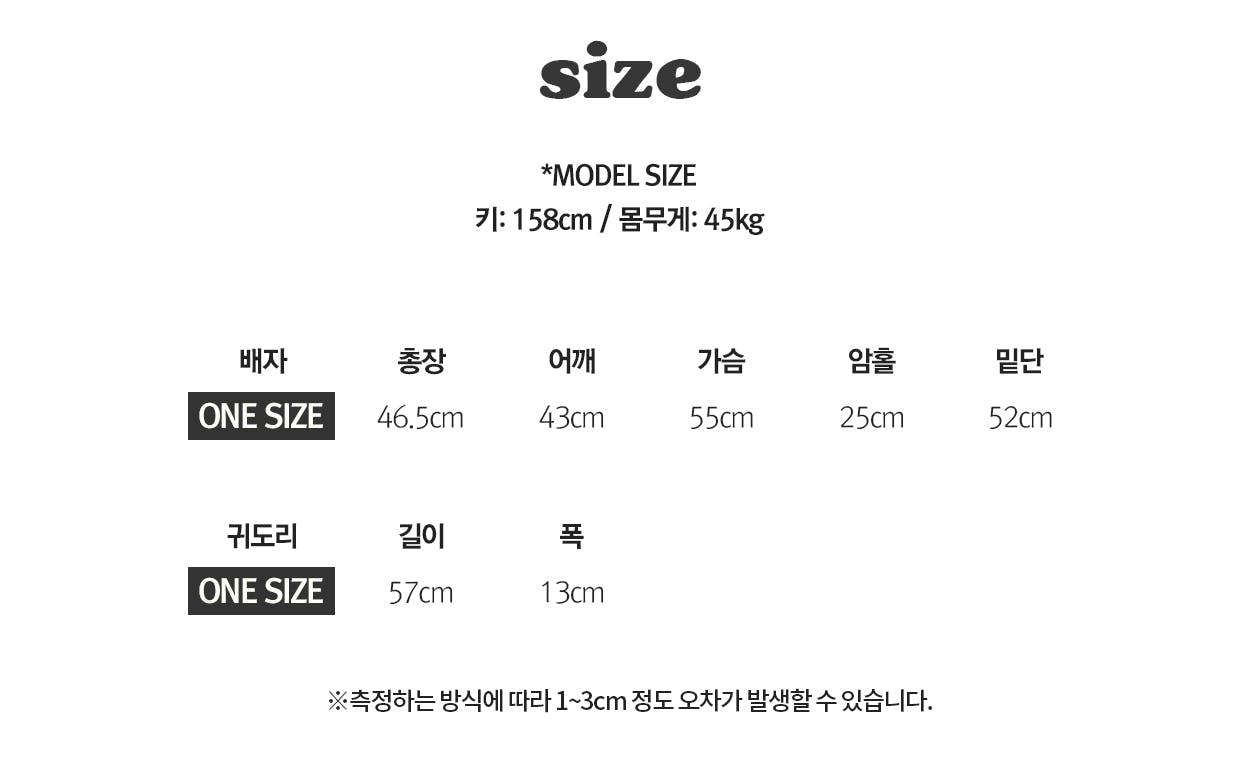 size
*MODEL SIZE
키: 158cm / 몸무게: 45kg
배자 총장 어깨 가슴 암홀 밑단
ONE SIZE 46.5cm 43cm 55cm 25cm 52cm
귀도리 길이 폭
ONE SIZE 57cm 13cm
※측정하는 방식에 따라 1~3cm 정도 오차가 발생할 수 있습니다.